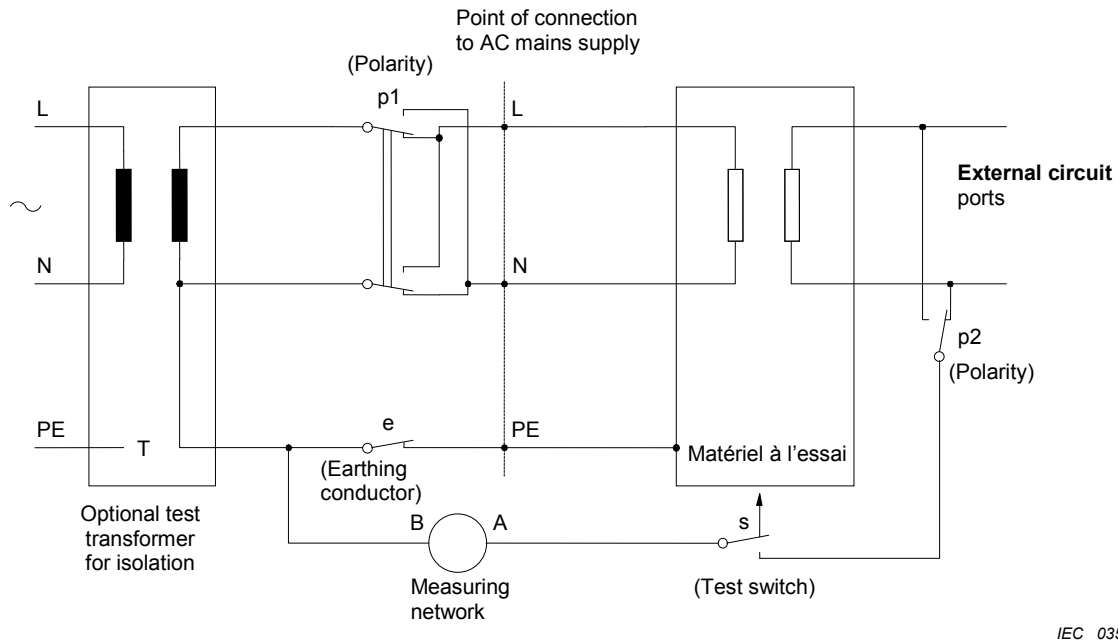 Point of connection
to AC mains supply
(Polarity)
p1
L
L
External circuit
ports
N
N
p2
(Polarity)
PE
T
e
PE
(Earthing
conductor)
Matériel à l'essai
Optional test
transformer
for isolation
B
A
s
Measuring
network
(Test switch)